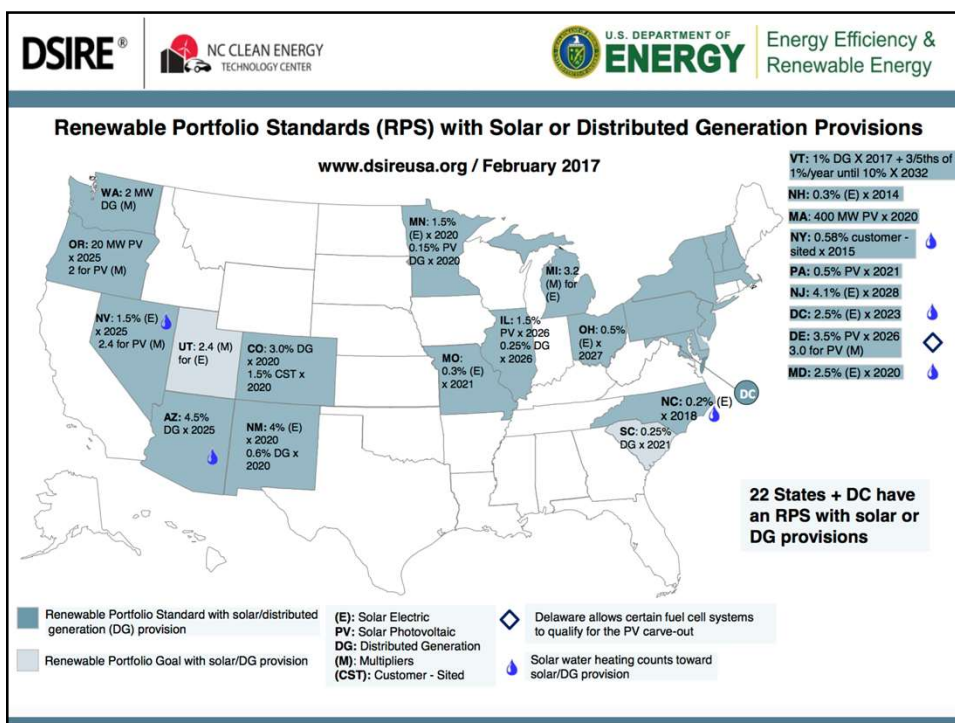 DSIRE®
NC CLEAN ENERGY
TECHNOLOGY CENTER
U.S. DEPARTMENT OF
ENERGY
Energy Efficiency &
Renewable Energy
Renewable Portfolio Standards (RPS) with Solar or Distributed Generation Provisions
www.dsireusa.org / February 2017
WA: 2 MW
DG (M)
OR: 20 MW PV
x 2025
2 for PV (M)
NV: 1.5% (E)
x 2025
2.4 for PV (M)
UT: 2.4 (M)
for (E)
CO: 3.0% DG
x 2020
1.5% CST x
2020
AZ: 4.5%
DG x 2025
NM: 4% (E)
x 2020
0.6% DG x
2020
MN: 1.5%
(E) x 2020
0.15% PV
DG x 2020
MO:
0.3% (E)
x 2021
IL: 1.5%
PV x 2026
0.25% DG
x 2026
MI: 3.2
(M) for
(E)
OH: 0.5%
(E) x
2027
NC: 0.2% (E)
x 2018
SC: 0.25%
DG x 2021
DC
VT: 1% DG X 2017 + 3/5ths of
1%/year until 10% X 2032
NH: 0.3% (E) x 2014
MA: 400 MW PV x 2020
NY: 0.58% customer -
sited x 2015
PA: 0.5% PV x 2021
NJ: 4.1% (E) x 2028
DC: 2.5% (E) x 2023
DE: 3.5% PV x 2026
3.0 for PV (M)
MD: 2.5% (E) x 2020
22 States + DC have
an RPS with solar or
DG provisions
Renewable Portfolio Standard with solar/distributed
generation (DG) provision
Renewable Portfolio Goal with solar/DG provision
(E): Solar Electric
PV: Solar Photovoltaic
DG: Distributed Generation
(M): Multipliers
(CST): Customer - Sited
Delaware allows certain fuel cell systems
to qualify for the PV carve-out
Solar water heating counts toward
solar/DG provision